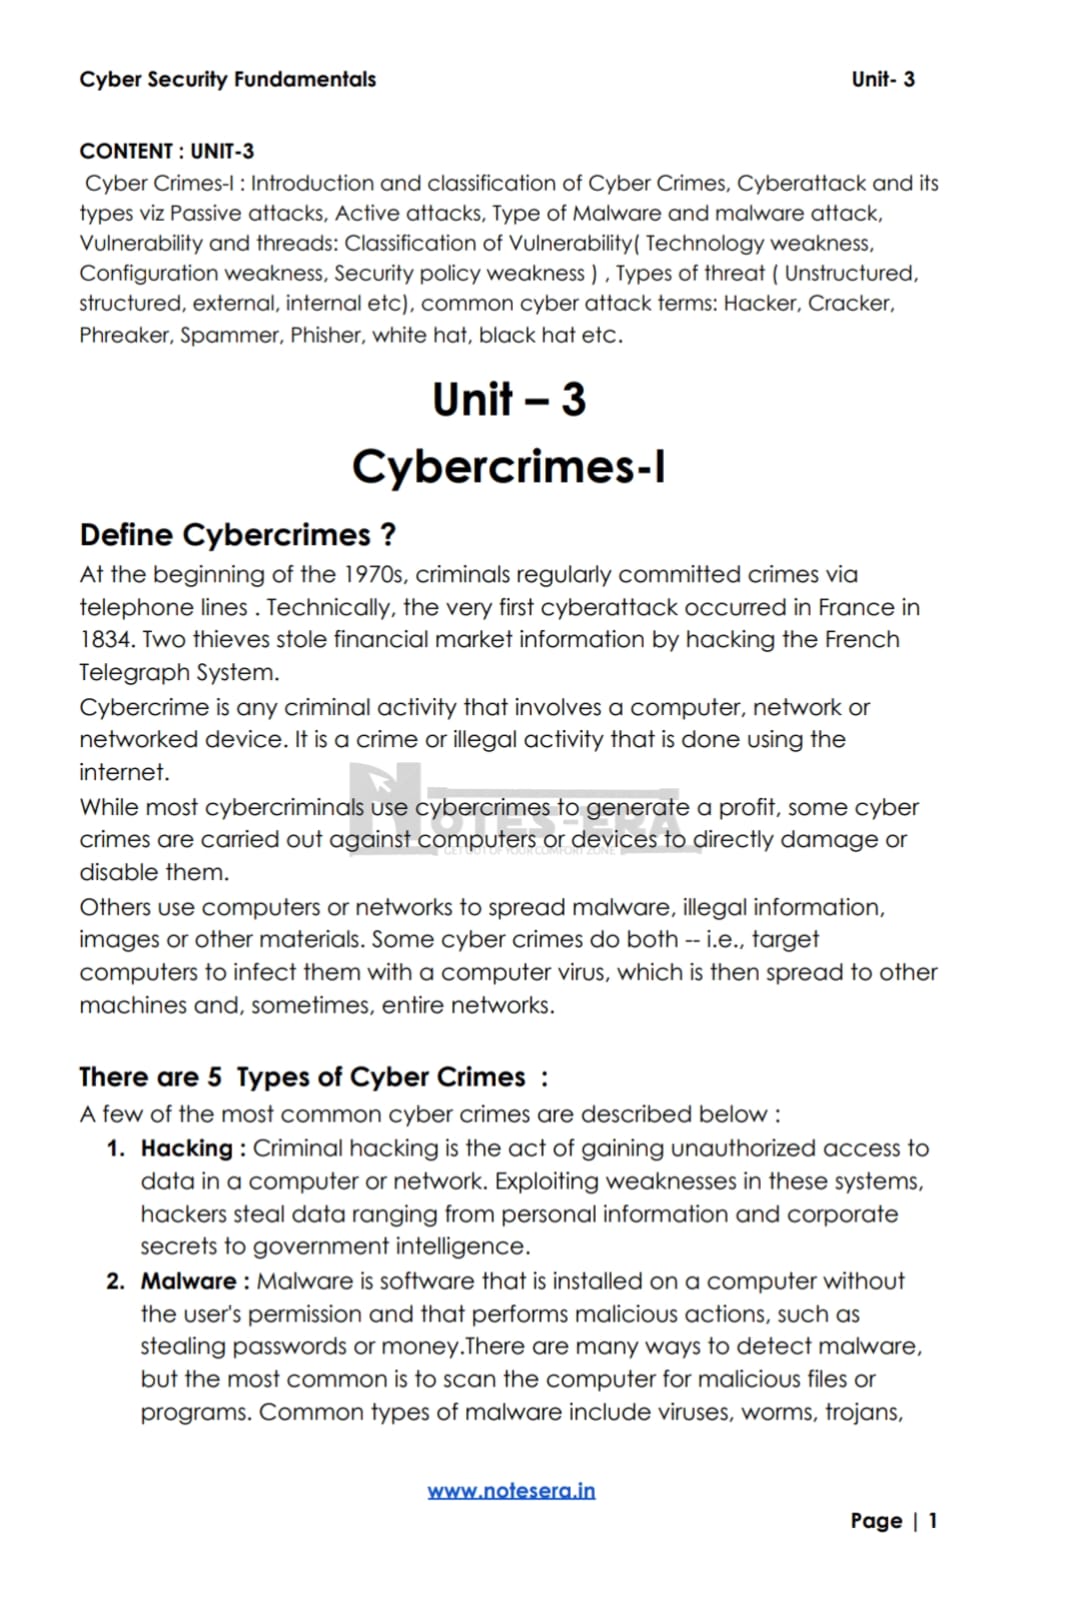 Cyber Security Fundamentals Unit- 3
CONTENT : UNIT-3
Cyber Crimes-I : Introduction and classification of Cyber Crimes, Cyberattack and its
types viz Passive attacks, Active attacks, Type of Malware and malware attack,
Vulnerability and threads: Classification of Vulnerability( Technology weakness,
Configuration weakness, Security policy weakness ) , Types of threat ( Unstructured,
structured, external, internal etc), common cyber attack terms: Hacker, Cracker,
Phreaker, Spammer, Phisher, white hat, black hat etc.
Unit – 3
Cybercrimes-I
Define Cybercrimes ?
At the beginning of the 1970s, criminals regularly committed crimes via
telephone lines . Technically, the very first cyberattack occurred in France in
1834. Two thieves stole financial market information by hacking the French
Telegraph System.
Cybercrime is any criminal activity that involves a computer, network or
networked device. It is a crime or illegal activity that is done using the
internet.
While most cybercriminals use cybercrimes to generate a profit, some cyber
crimes are carried out against computers or devices to directly damage or
disable them.
NOTES-ERA
GET OUT OF YOUR COMFORT ZONE
Others use computers or networks to spread malware, illegal information,
images or other materials. Some cyber crimes do both -- i.e., target
computers to infect them with a computer virus, which is then spread to other
machines and, sometimes, entire networks.
There are 5 Types of Cyber Crimes :
A few of the most common cyber crimes are described below :
1. Hacking : Criminal hacking is the act of gaining unauthorized access to
data in a computer or network. Exploiting weaknesses in these systems,
hackers steal data ranging from personal information and corporate
secrets to government intelligence.
2. Malware : Malware is software that is installed on a computer without
the user's permission and that performs malicious actions, such as
stealing passwords or money.There are many ways to detect malware,
but the most common is to scan the computer for malicious files or
programs. Common types of malware include viruses, worms, trojans,
www.notesera.in
Page | 1